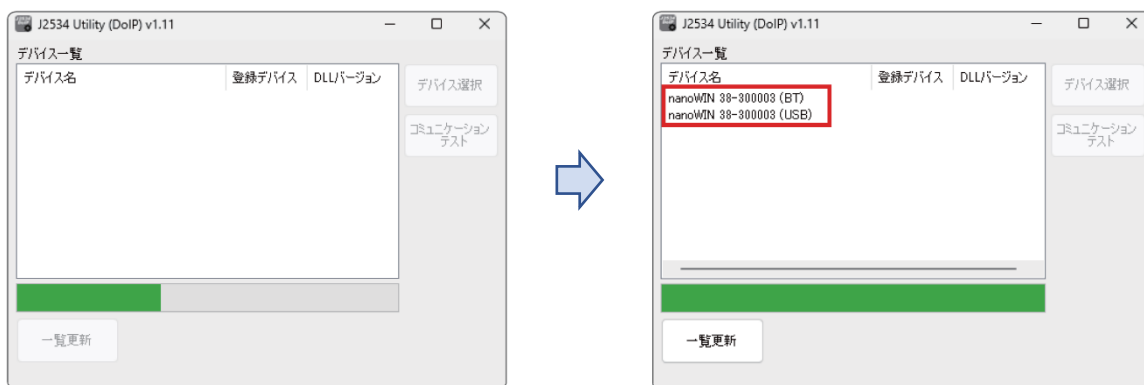 J2534 Utility (DoIP) v1.11
デバイス一覧
デバイス名 登録デバイス DLLバージョン
デバイス選択
コミュニケーション
テスト
一覧更新
J2534 Utility (DoIP) v1.11
デバイス一覧
デバイス名 登録デバイス DLLバージョン
nanoWIN 38-300003 (BT)
nanoWIN 38-300003 (USB)
デバイス選択
コミュニケーション
テスト
一覧更新